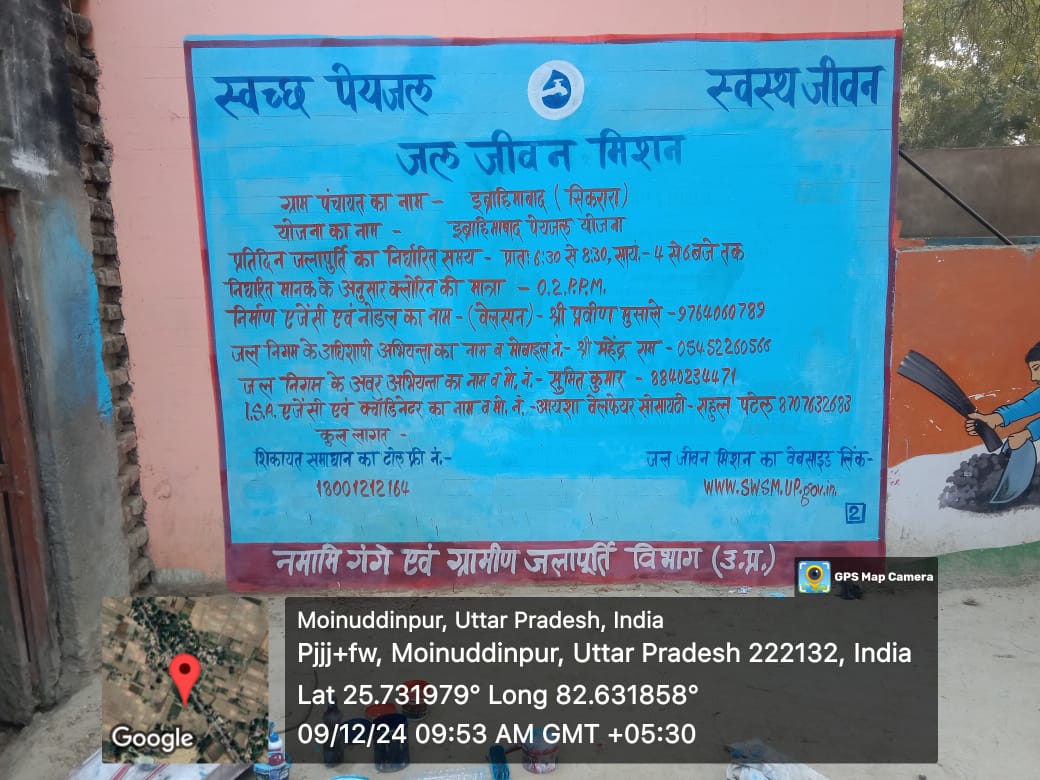 स्वच्छ पेयजल
स्वस्थ जीवन
जल जीवन मिशन
ग्राम पंचायत का नाम - इब्राहिमाबाद (सिकरारा)
योजना का नाम - इब्राहिमाबाद पेयजल योजना
प्रतिदिन जलापुर्ति का निर्धारित समय - प्रातः 6:30 से 8:30, सायं.- 4 से 6 बजे तक
निर्धारित मानक के अनुसार क्लोरिन की मात्रा - 0.2.P.P.M.
निर्माण एजेंसी एवं नोडल का नाम - (वेलस्पन) - श्री प्रवीण मुसाले - 9764060789
जल निगम के अधिशाषी अभियन्ता का नाम व मोबाइल नं.- श्री महेंद्र राम - 05452260566
जल निगम के अवर अभियन्ता का नाम व मो. नं.- सुमित कुमार - 8840234471
I.S.A. एजेंसी एवं क्वॉर्डिनेटर का नाम व मो. नं. - आयशा वेलफेयर सोसायटी - राहुल पटेल 8707632683
कुल लागत -
शिकायत समाधान का टोल फ्री नं.-
18001212164
जल जीवन मिशन का वेबसाइड लिंक-
WWW.SWSM.UP.gov.in.
2
नमामि गंगे एवं ग्रामीण जलापूर्ति विभाग (उ.प्र.)
GPS Map Camera
Moinuddinpur, Uttar Pradesh, India
Pjjj+fw, Moinuddinpur, Uttar Pradesh 222132, India
Lat 25.731979° Long 82.631858°
09/12/24 09:53 AM GMT +05:30
Google